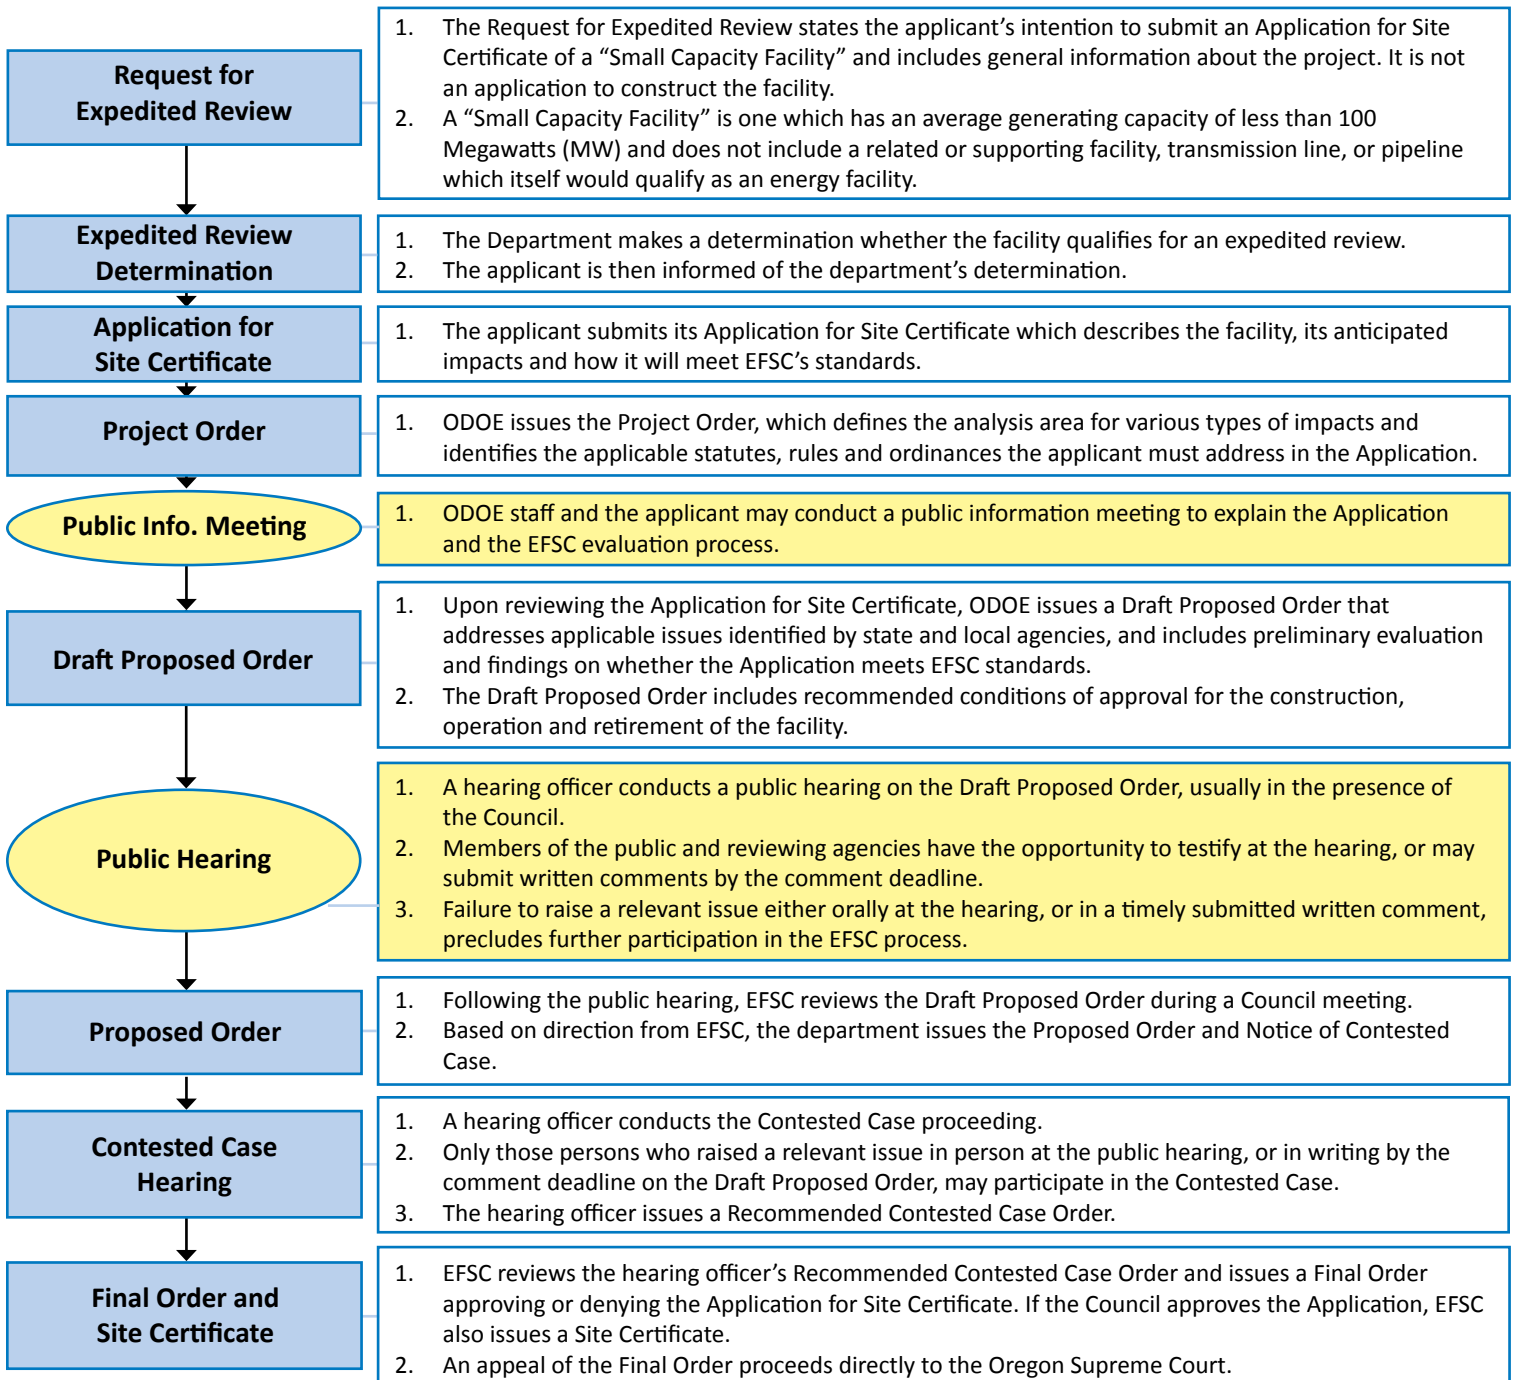 Request for
Expedited Review
1. The Request for Expedited Review states the applicant’s intention to submit an Application for Site
Certificate of a “Small Capacity Facility” and includes general information about the project. It is not
an application to construct the facility.
2. A “Small Capacity Facility” is one which has an average generating capacity of less than 100
Megawatts (MW) and does not include a related or supporting facility, transmission line, or pipeline
which itself would qualify as an energy facility.
Expedited Review
Determination
1. The Department makes a determination whether the facility qualifies for an expedited review.
2. The applicant is then informed of the department’s determination.
Application for
Site Certificate
1. The applicant submits its Application for Site Certificate which describes the facility, its anticipated
impacts and how it will meet EFSC’s standards.
Project Order
1. ODOE issues the Project Order, which defines the analysis area for various types of impacts and
identifies the applicable statutes, rules and ordinances the applicant must address in the Application.
Public Info. Meeting
1. ODOE staff and the applicant may conduct a public information meeting to explain the Application
and the EFSC evaluation process.
Draft Proposed Order
1. Upon reviewing the Application for Site Certificate, ODOE issues a Draft Proposed Order that
addresses applicable issues identified by state and local agencies, and includes preliminary evaluation
and findings on whether the Application meets EFSC standards.
2. The Draft Proposed Order includes recommended conditions of approval for the construction,
operation and retirement of the facility.
Public Hearing
1. A hearing officer conducts a public hearing on the Draft Proposed Order, usually in the presence of
the Council.
2. Members of the public and reviewing agencies have the opportunity to testify at the hearing, or may
submit written comments by the comment deadline.
3. Failure to raise a relevant issue either orally at the hearing, or in a timely submitted written comment,
precludes further participation in the EFSC process.
Proposed Order
1. Following the public hearing, EFSC reviews the Draft Proposed Order during a Council meeting.
2. Based on direction from EFSC, the department issues the Proposed Order and Notice of Contested
Case.
Contested Case
Hearing
1. A hearing officer conducts the Contested Case proceeding.
2. Only those persons who raised a relevant issue in person at the public hearing, or in writing by the
comment deadline on the Draft Proposed Order, may participate in the Contested Case.
3. The hearing officer issues a Recommended Contested Case Order.
Final Order and
Site Certificate
1. EFSC reviews the hearing officer’s Recommended Contested Case Order and issues a Final Order
approving or denying the Application for Site Certificate. If the Council approves the Application, EFSC
also issues a Site Certificate.
2. An appeal of the Final Order proceeds directly to the Oregon Supreme Court.